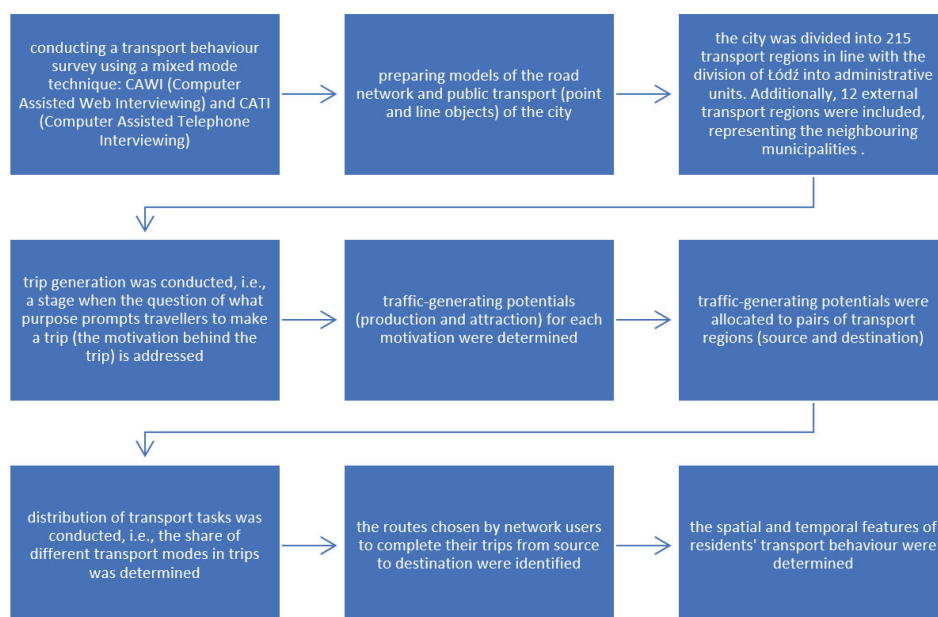 conducting a transport behaviour
survey using a mixed mode
technique: CAWI (Computer
Assisted Web Interviewing) and CATI
(Computer Assisted Telephone
Interviewing)
preparing models of the road
network and public transport (point
and line objects) of the city
the city was divided into 215
transport regions in line with the
division of Łódź into administrative
units. Additionally, 12 external
transport regions were included,
representing the neighbouring
municipalities .
trip generation was conducted, i.e.,
a stage when the question of what
purpose prompts travellers to make
a trip (the motivation behind the
trip) is addressed
traffic-generating potentials
(production and attraction) for each
motivation were determined
traffic-generating potentials were
allocated to pairs of transport
regions (source and destination)
distribution of transport tasks was
conducted, i.e., the share of
different transport modes in trips
was determined
the routes chosen by network users
to complete their trips from source
to destination were identified
the spatial and temporal features of
residents' transport behaviour were
determined